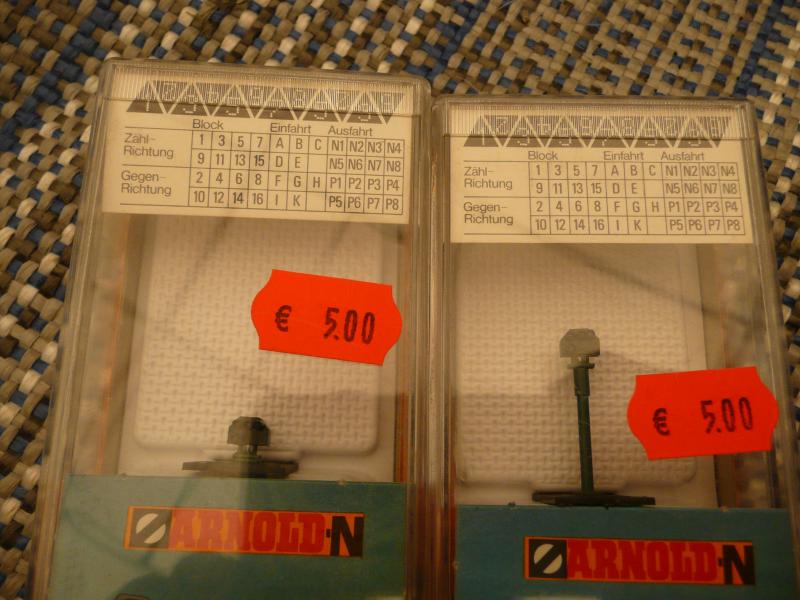 Block Einfahrt Ausfahrt
Zähl-Richtung 1 3 5 7 A B C N1 N2 N3 N4
9 11 13 15 D E N5 N6 N7 N8
Gegen-Richtung 2 4 6 8 F G H P1 P2 P3 P4
10 12 14 16 I K P5 P6 P7 P8
€ 5.00
ARNOLD-N
Block Einfahrt Ausfahrt
Zähl-Richtung 1 3 5 7 A B C N1 N2 N3 N4
9 11 13 15 D E N5 N6 N7 N8
Gegen-Richtung 2 4 6 8 F G H P1 P2 P3 P4
10 12 14 16 I K P5 P6 P7 P8
€ 5.00
ARNOLD-N